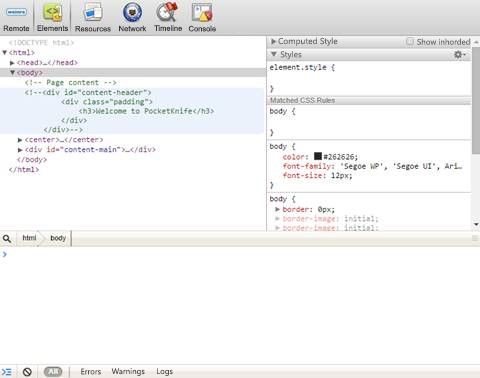 weinre
Remote
Elements
Resources
Network
Timeline
Console
<!DOCTYPE html>
▼<html>
▶<head>…</head>
▼<body>
<!-- Page content -->
<!--<div id="content-header">
<div class="padding">
<h3>Welcome to PocketKnife</h3>
</div>
</div>-->
▶<center>…</center>
▶<div id="content-main">…</div>
</body>
</html>
▶ Computed Style
Show inhorded
▼ Styles
element.style {
}
Matched CSS Rules
body {
}
body {
color: #262626;
font-family: 'Segoe WP', 'Segoe UI', Ari…
font-size: 12px;
}
body {
▶ border: 0px;
▶ border-image: initial;
▶ border-image: initial;
html
body
>
All
Errors
Warnings
Logs